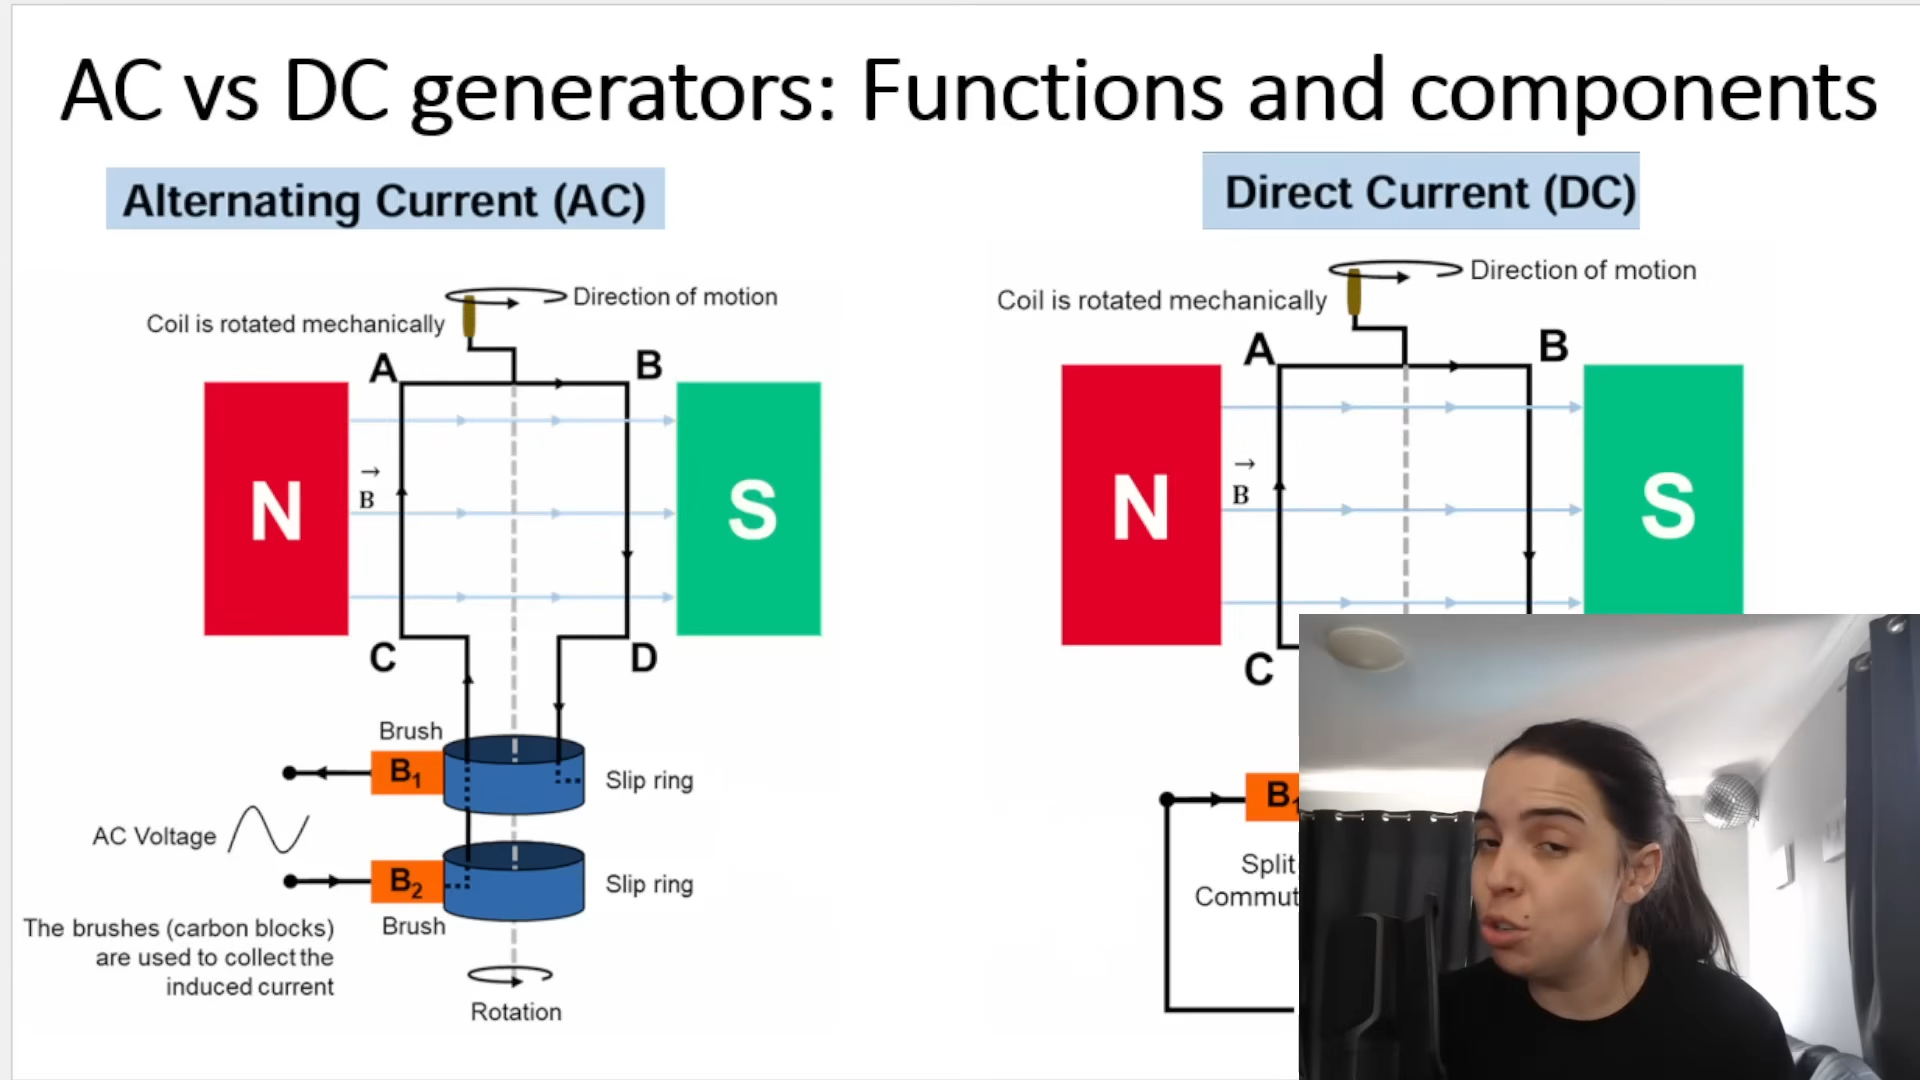 AC vs DC generators: Functions and components
Alternating Current (AC)
Direction of motion
Coil is rotated mechanically
A
B
N
→
B
S
C
D
Brush
B₁
Slip ring
AC Voltage
B₂
Slip ring
Brush
The brushes (carbon blocks)
are used to collect the
induced current
Rotation
Direct Current (DC)
Direction of motion
Coil is rotated mechanically
A
B
N
→
B
S
C
B₁
Split